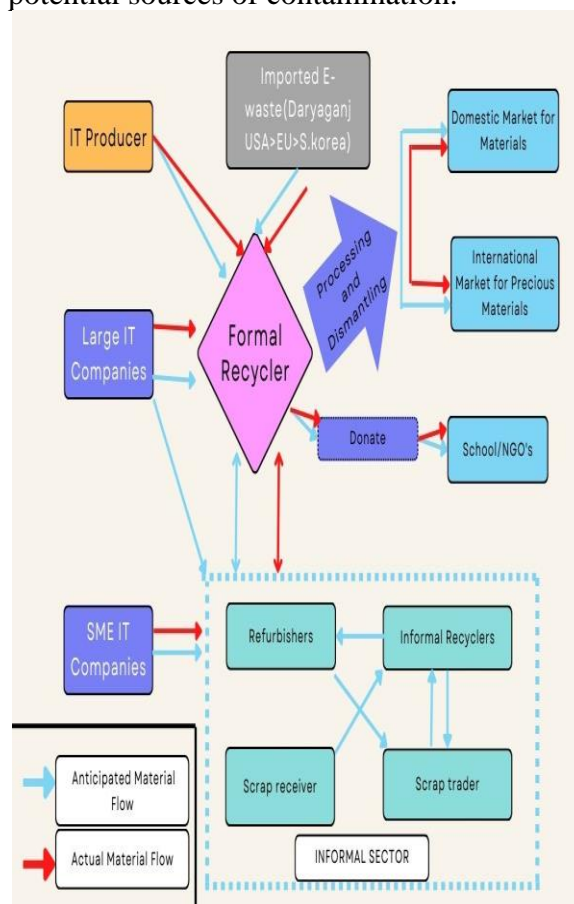 potential sources of contamination.
Imported E-
waste(Daryaganj
USA>EU>S.korea)
IT Producer
Domestic Market for
Materials
International
Market for Precious
Materials
Processing
and
Dismantling
Large IT
Companies
Formal
Recycler
Donate
School/NGO's
SME IT
Companies
Refurbishers
Informal Recyclers
Scrap receiver
Scrap trader
INFORMAL SECTOR
Anticipated Material
Flow
Actual Material Flow